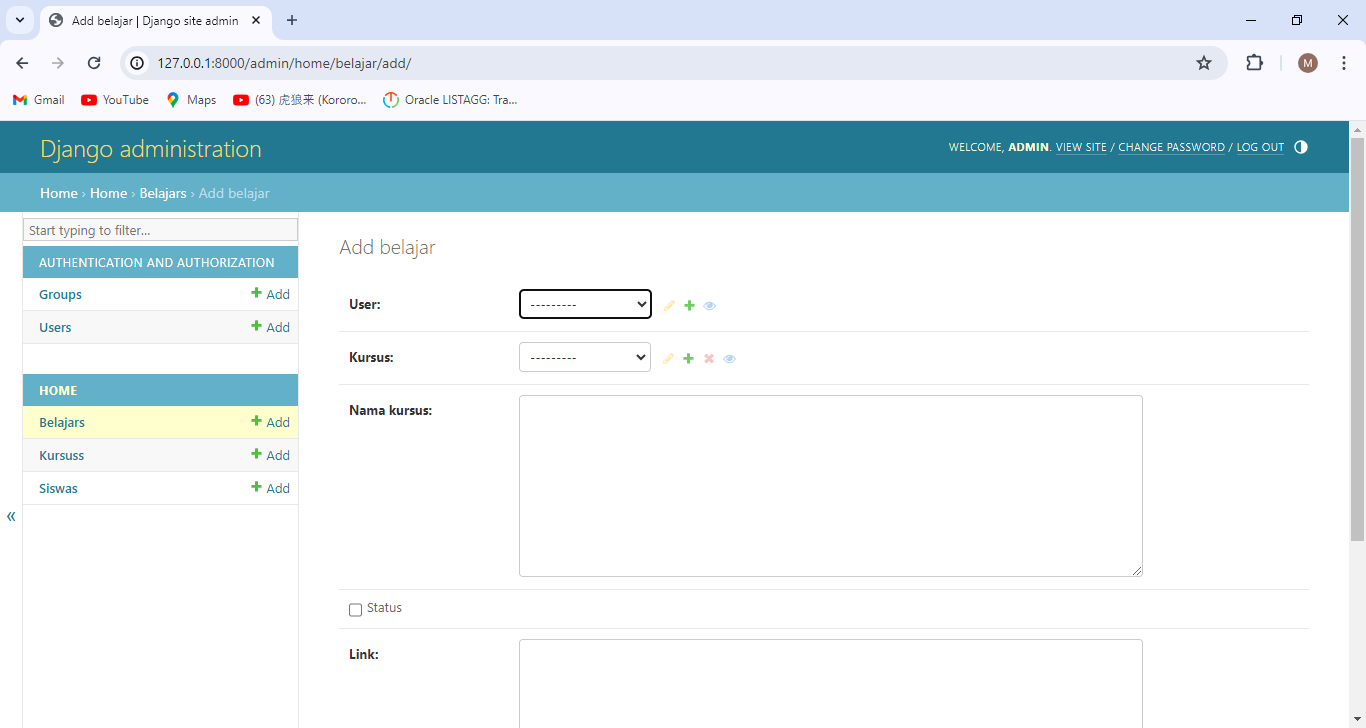 Add belajar | Django site admin
127.0.0.1:8000/admin/home/belajar/add/
M
Gmail
YouTube
Maps
(63) 虎狼来 (Kororo...
Oracle LISTAGG: Tra...
Django administration
WELCOME, ADMIN. VIEW SITE / CHANGE PASSWORD / LOG OUT
Home › Home › Belajars › Add belajar
Start typing to filter...
AUTHENTICATION AND AUTHORIZATION
Groups Add
Users Add
HOME
Belajars Add
Kursuss Add
Siswas Add
«
Add belajar
User: ---------
Kursus: ---------
Nama kursus:
Status
Link: